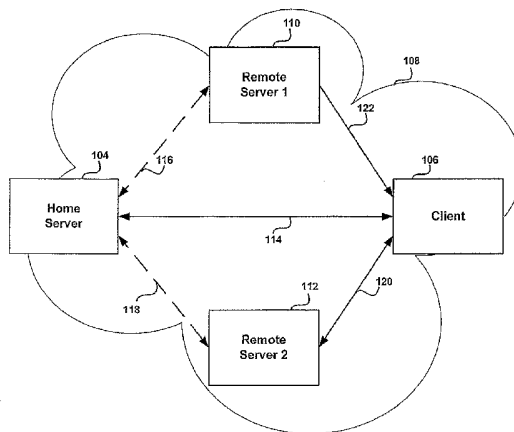 110
Remote
Server 1
108
122
104
116
106
Home
Server
Client
114
118
112
120
Remote
Server 2